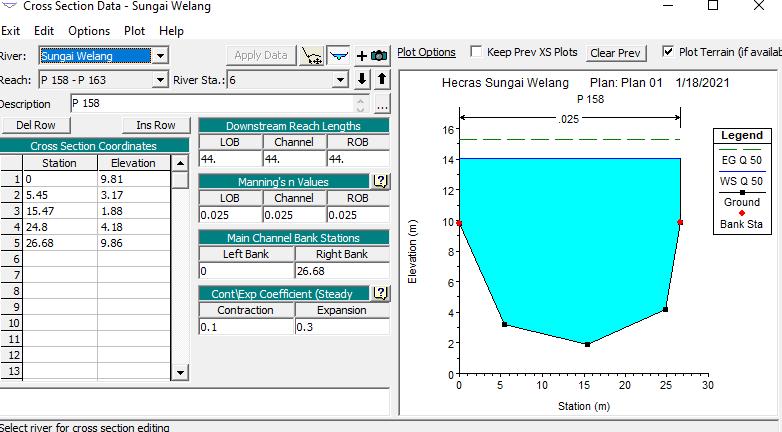 Cross Section Data - Sungai Welang
Exit Edit Options Plot Help
River: Sungai Welang Apply Data Plot Options Keep Prev XS Plots Clear Prev Plot Terrain (if availab
Reach: P 158 - P 163 River Sta.: 6
Description P 158 ...
Del Row Ins Row
Cross Section Coordinates
Station Elevation
1 0 9.81
2 5.45 3.17
3 15.47 1.88
4 24.8 4.18
5 26.68 9.86
6
7
8
9
10
11
12
13
Downstream Reach Lengths
LOB Channel ROB
44. 44. 44.
Manning's n Values
LOB Channel ROB
0.025 0.025 0.025
Main Channel Bank Stations
Left Bank Right Bank
0 26.68
Cont\Exp Coefficient (Steady
Contraction Expansion
0.1 0.3
Hecras Sungai Welang Plan: Plan 01 1/18/2021
P 158
.025
16
14
12
10
8
6
4
2
0
0 5 10 15 20 25 30
Elevation (m)
Station (m)
Legend
EG Q 50
WS Q 50
Ground
Bank Sta
Select river for cross section editing